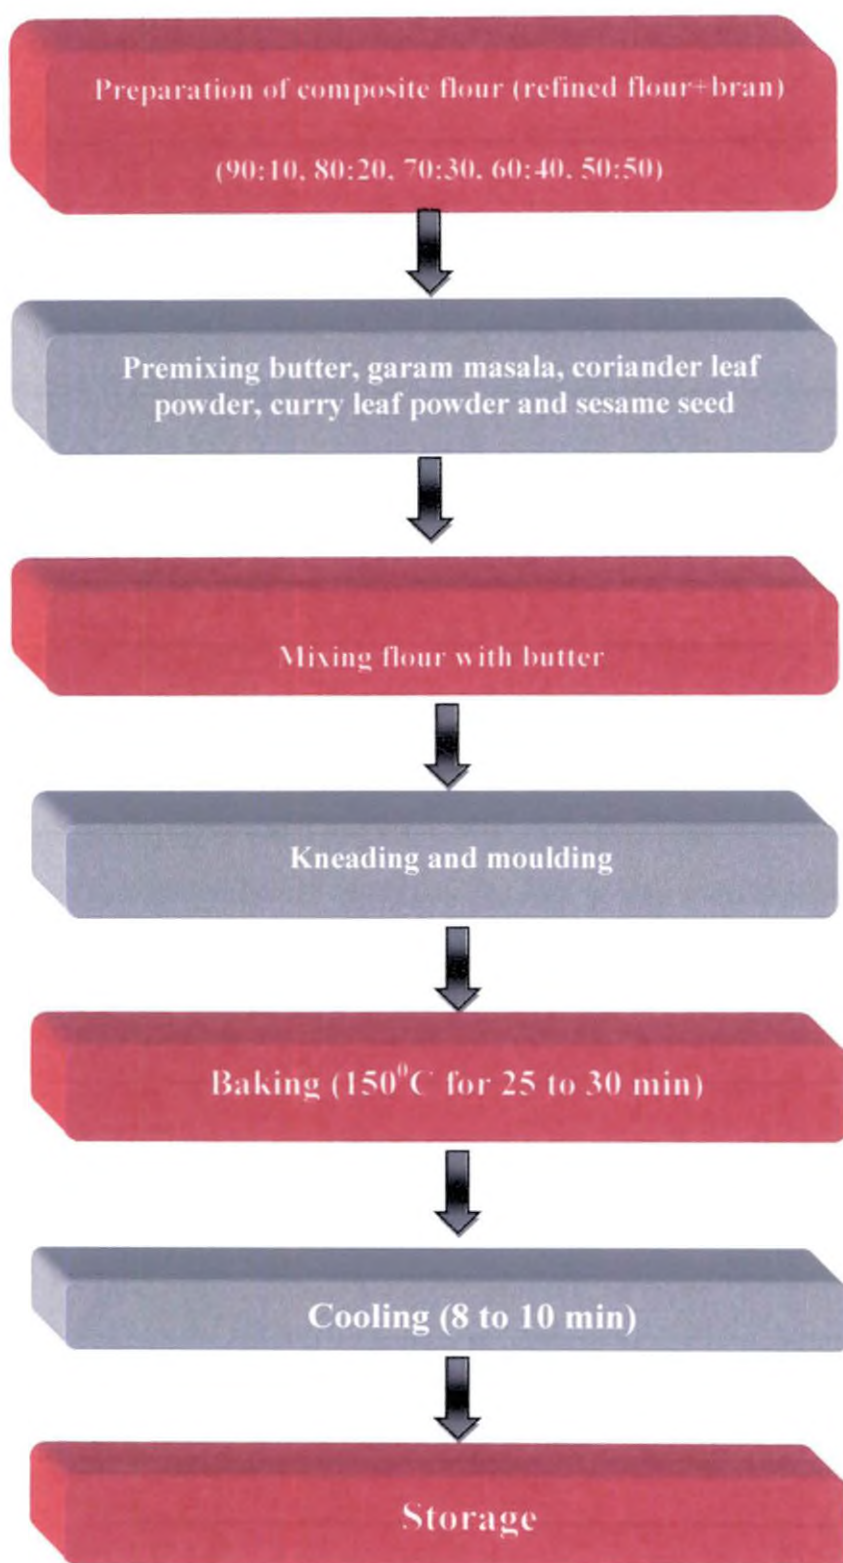 Preparation of composite flour (refined flour+bran)
(90:10, 80:20, 70:30, 60:40, 50:50)
Premixing butter, garam masala, coriander leaf
powder, curry leaf powder and sesame seed
Mixing flour with butter
Kneading and moulding
Baking (150⁰C for 25 to 30 min)
Cooling (8 to 10 min)
Storage